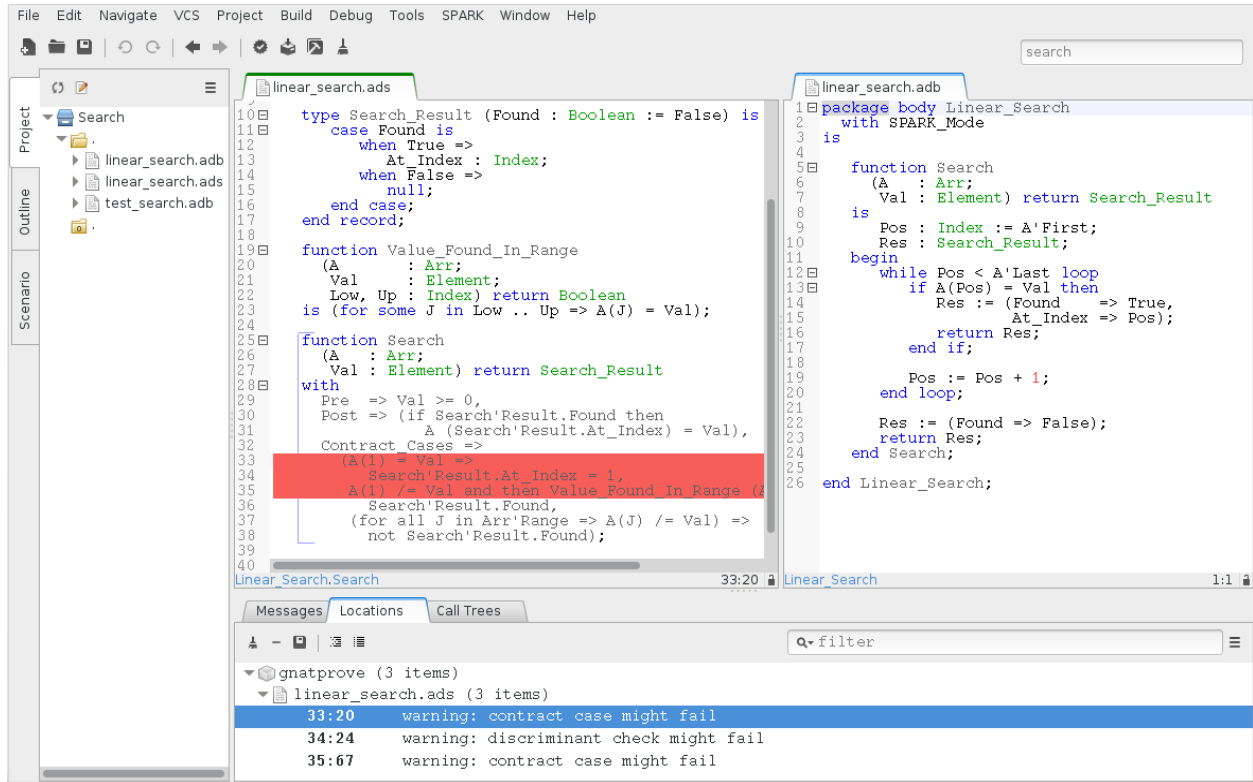 File Edit Navigate VCS Project Build Debug Tools SPARK Window Help
search
Project
Outline
Scenario
Search
.
linear_search.adb
linear_search.ads
test_search.adb
.
linear_search.ads
10 type Search_Result (Found : Boolean := False) is
11 case Found is
12 when True =>
13 At_Index : Index;
14 when False =>
15 null;
16 end case;
17 end record;
18
19 function Value_Found_In_Range
20 (A : Arr;
21 Val : Element;
22 Low, Up : Index) return Boolean
23 is (for some J in Low .. Up => A(J) = Val);
24
25 function Search
26 (A : Arr;
27 Val : Element) return Search_Result
28 with
29 Pre => Val >= 0,
30 Post => (if Search'Result.Found then
31 A (Search'Result.At_Index) = Val),
32 Contract_Cases =>
33 (A(1) = Val =>
34 Search'Result.At_Index = 1,
35 A(1) /= Val and then Value_Found_In_Range (
36 Search'Result.Found,
37 (for all J in Arr'Range => A(J) /= Val) =>
38 not Search'Result.Found);
39
40
Linear_Search.Search 33:20
linear_search.adb
1 package body Linear_Search
2 with SPARK_Mode
3 is
4
5 function Search
6 (A : Arr;
7 Val : Element) return Search_Result
8 is
9 Pos : Index := A'First;
10 Res : Search_Result;
11 begin
12 while Pos < A'Last loop
13 if A(Pos) = Val then
14 Res := (Found => True,
15 At_Index => Pos);
16 return Res;
17 end if;
18
19 Pos := Pos + 1;
20 end loop;
21
22 Res := (Found => False);
23 return Res;
24 end Search;
25
26 end Linear_Search;
Linear_Search 1:1
Messages Locations Call Trees
filter
gnatprove (3 items)
linear_search.ads (3 items)
33:20 warning: contract case might fail
34:24 warning: discriminant check might fail
35:67 warning: contract case might fail